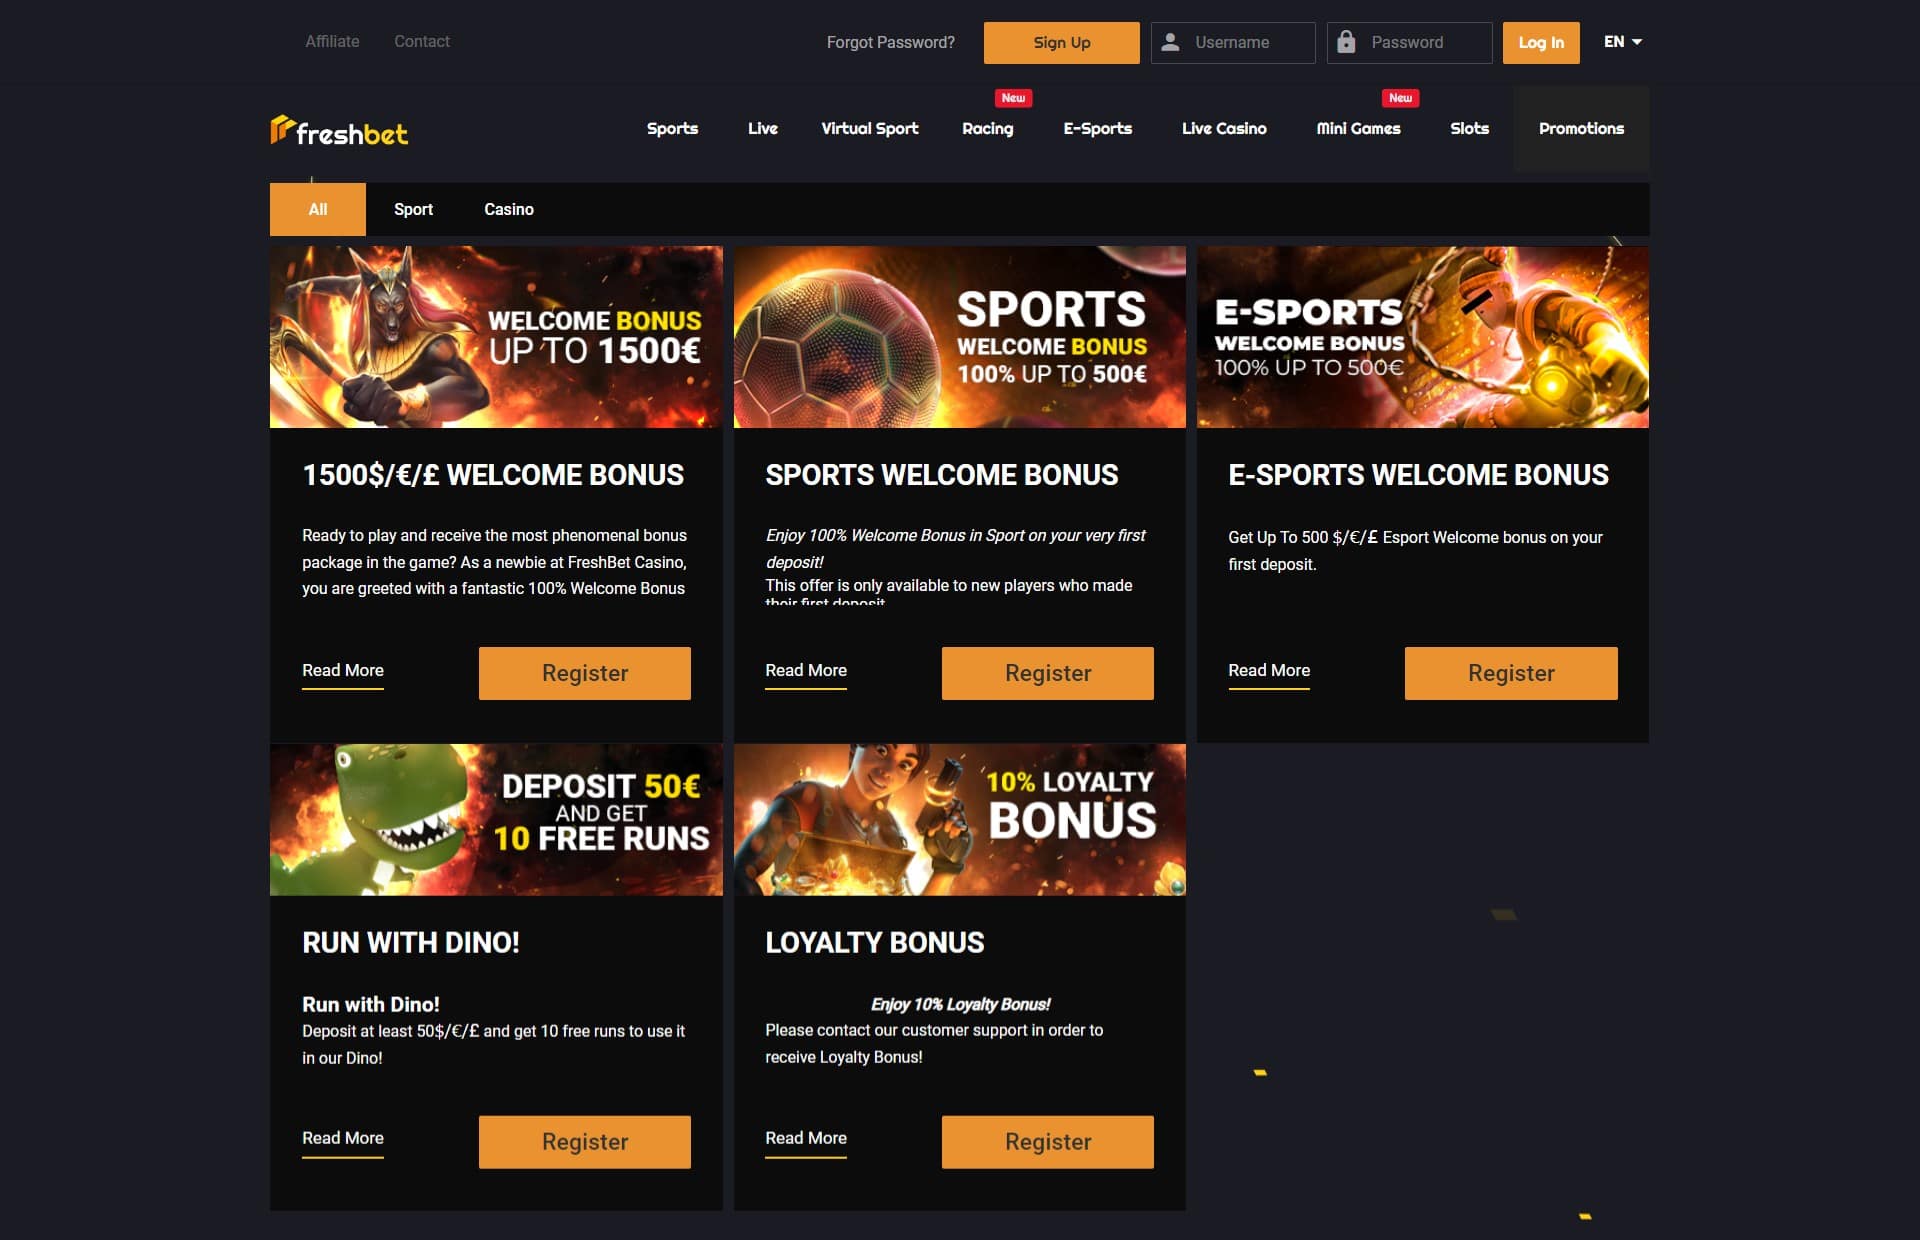 Affiliate Contact Forgot Password? Sign Up Username Password Log In EN
New New
freshbet Sports Live Virtual Sport Racing E-Sports Live Casino Mini Games Slots Promotions
All Sport Casino
WELCOME BONUS
UP TO 1500€
SPORTS
WELCOME BONUS
100% UP TO 500€
E-SPORTS
WELCOME BONUS
100% UP TO 500€
1500$/€/£ WELCOME BONUS
Ready to play and receive the most phenomenal bonus
package in the game? As a newbie at FreshBet Casino,
you are greeted with a fantastic 100% Welcome Bonus
Read More Register
SPORTS WELCOME BONUS
Enjoy 100% Welcome Bonus in Sport on your very first
deposit!
This offer is only available to new players who made
their first deposit
Read More Register
E-SPORTS WELCOME BONUS
Get Up To 500 $/€/£ Esport Welcome bonus on your
first deposit.
Read More Register
DEPOSIT 50€
AND GET
10 FREE RUNS
10% LOYALTY
BONUS
RUN WITH DINO!
Run with Dino!
Deposit at least 50$/€/£ and get 10 free runs to use it
in our Dino!
Read More Register
LOYALTY BONUS
Enjoy 10% Loyalty Bonus!
Please contact our customer support in order to
receive Loyalty Bonus!
Read More Register